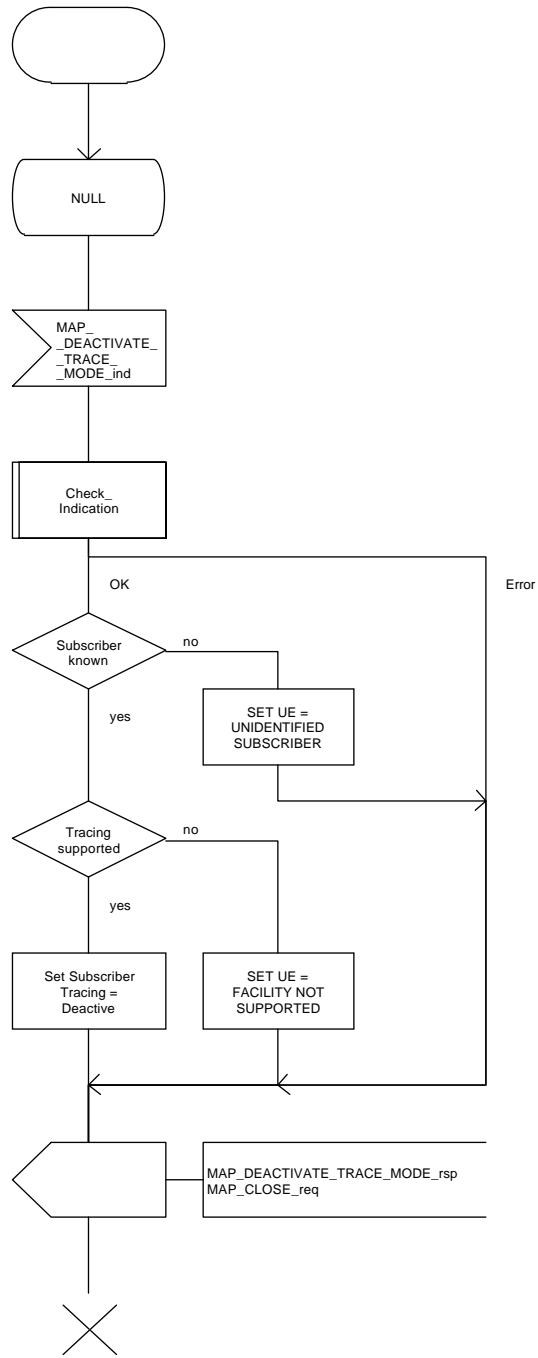 NULL
MAP_
_DEACTIVATE_
_TRACE_
_MODE_ind
Check_
Indication
OK
Error
Subscriber
known
no
yes
SET UE =
UNIDENTIFIED
SUBSCRIBER
Tracing
supported
no
yes
Set Subscriber
Tracing =
Deactive
SET UE =
FACILITY NOT
SUPPORTED
MAP_DEACTIVATE_TRACE_MODE_rsp
MAP_CLOSE_req